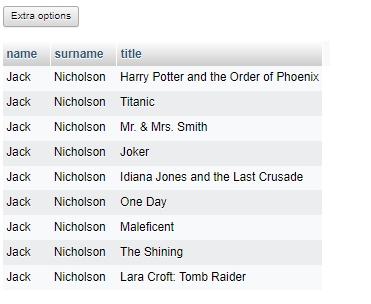 Extra options
name surname title
Jack Nicholson Harry Potter and the Order of Phoenix
Jack Nicholson Titanic
Jack Nicholson Mr. & Mrs. Smith
Jack Nicholson Joker
Jack Nicholson Idiana Jones and the Last Crusade
Jack Nicholson One Day
Jack Nicholson Maleficent
Jack Nicholson The Shining
Jack Nicholson Lara Croft: Tomb Raider